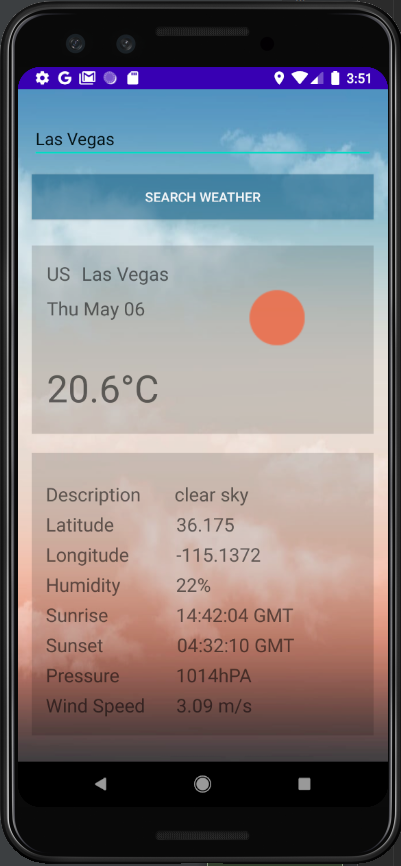 3:51
Las Vegas
SEARCH WEATHER
US Las Vegas
Thu May 06
20.6°C
Description clear sky
Latitude 36.175
Longitude -115.1372
Humidity 22%
Sunrise 14:42:04 GMT
Sunset 04:32:10 GMT
Pressure 1014hPA
Wind Speed 3.09 m/s